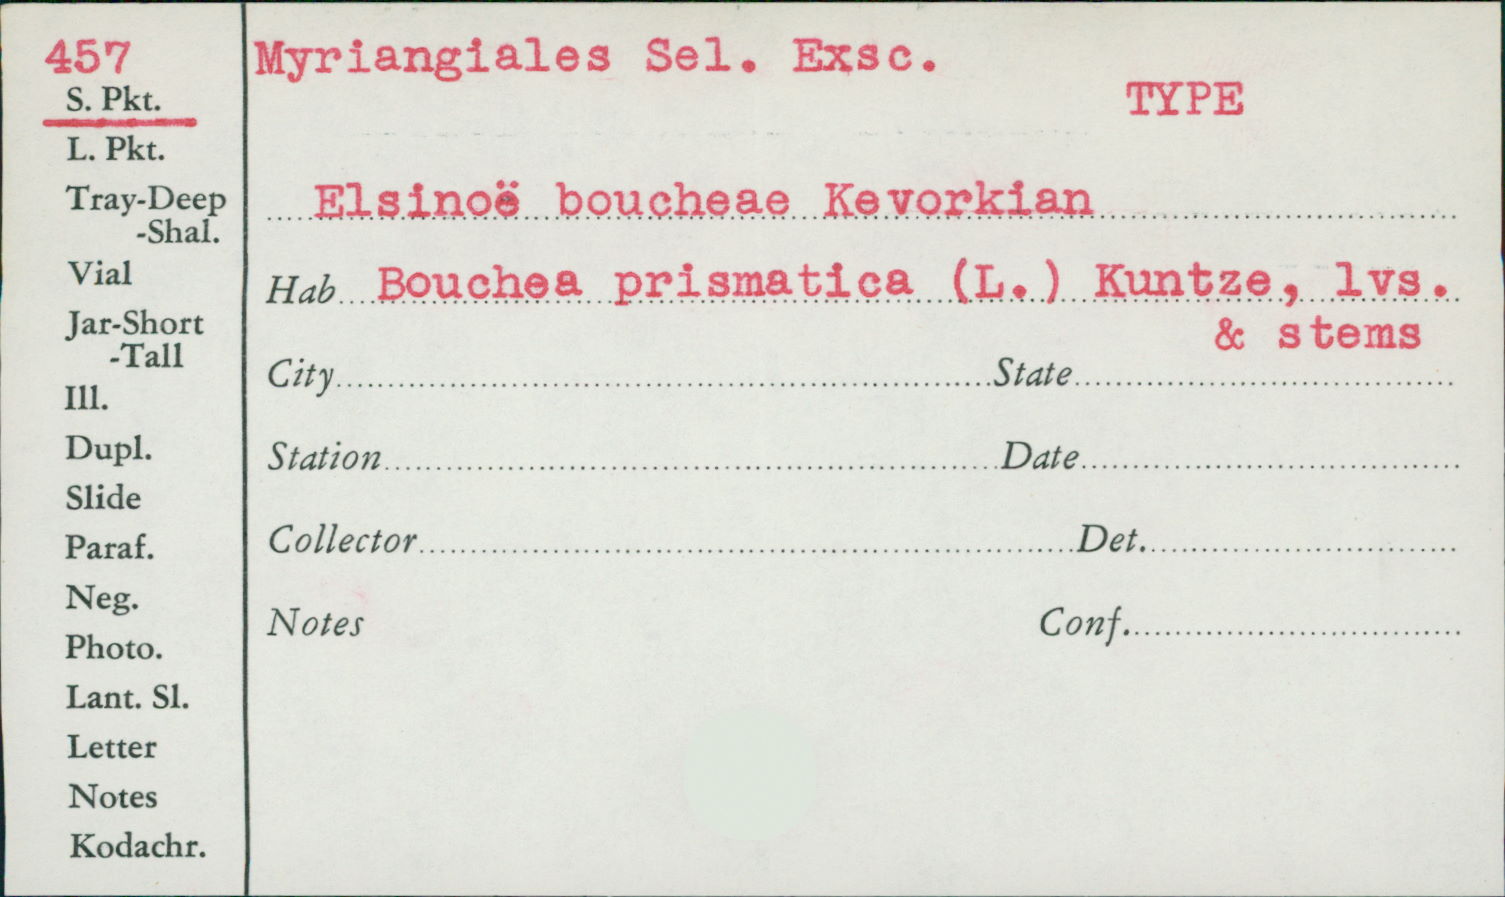 457
S. Pkt.
L. Pkt.
Tray-Deep
-Shal.
Vial
Jar-Short
-Tall
Ill.
Dupl.
Slide
Paraf.
Neg.
Photo.
Lant. Sl.
Letter
Notes
Kodachr.
Myriangiales Sel. Exsc.
TYPE
Elsinoë boucheae Kevorkian
Hab Bouchea prismatica (L.) Kuntze, lvs.
& stems
City State
Station Date
Collector Det.
Notes Conf.